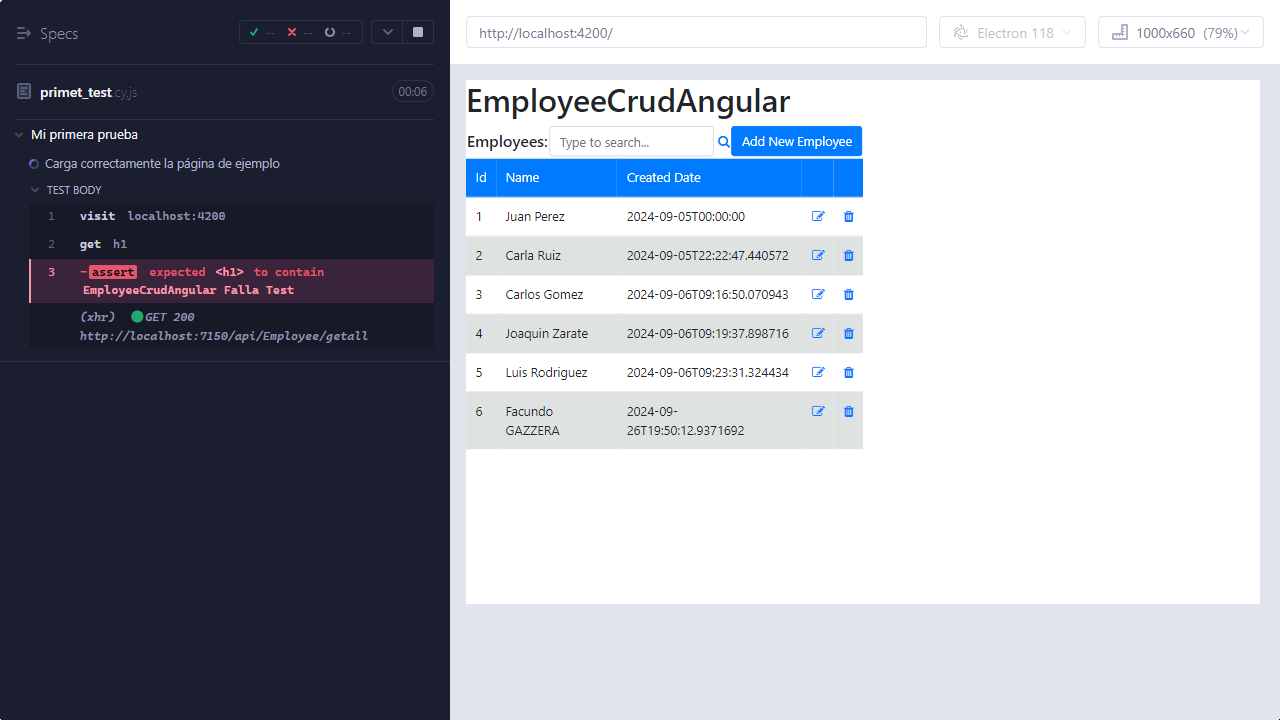 Specs
-- -- --
primet_test.cy.js 00:06
Mi primera prueba
Carga correctamente la página de ejemplo
TEST BODY
1 visit localhost:4200
2 get h1
3 -assert expected <h1> to contain
EmployeeCrudAngular Falla Test
(xhr) GET 200
http://localhost:7150/api/Employee/getall
http://localhost:4200/
Electron 118
1000x660 (79%)
EmployeeCrudAngular
Employees: Type to search... Add New Employee
Id Name Created Date
1 Juan Perez 2024-09-05T00:00:00
2 Carla Ruiz 2024-09-05T22:22:47.440572
3 Carlos Gomez 2024-09-06T09:16:50.070943
4 Joaquin Zarate 2024-09-06T09:19:37.898716
5 Luis Rodriguez 2024-09-06T09:23:31.324434
6 Facundo 2024-09-
GAZZERA 26T19:50:12.9371692